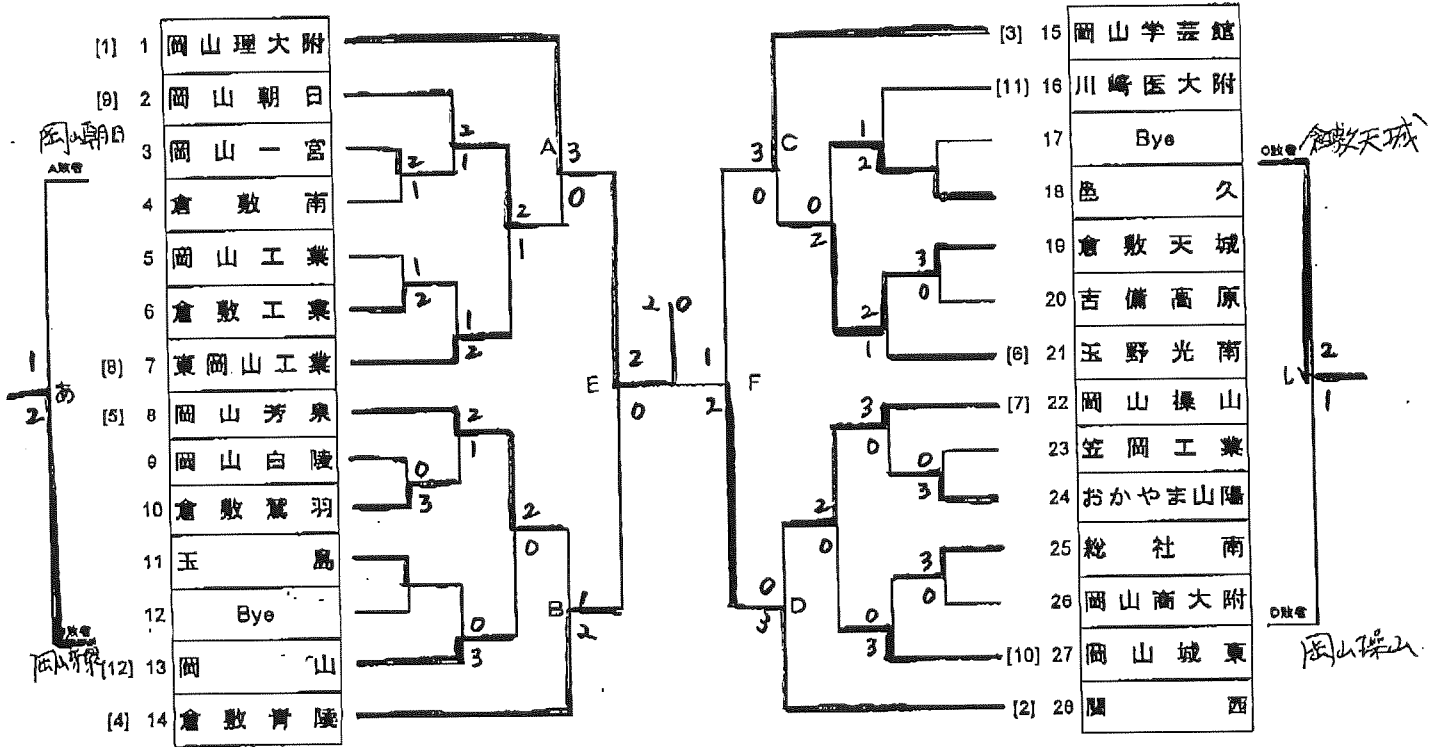 [1] 1 岡山理大附
[9] 2 岡山朝日
3 岡山一宮
4 倉敷南
5 岡山工業
6 倉敷工業
[8] 7 東岡山工業
[5] 8 岡山芳泉
9 岡山白陵
10 倉敷鷲羽
11 玉島
12 Bye
[12] 13 岡山
[4] 14 倉敷青陵
岡山朝日
A敗者
1
あ
2
敗者
岡山芳泉
2
1
2
1
1
2
1
2
2
1
A
3
0
2
1
0
3
0
3
2
0
B
1
2
E
2
0
2 0
1
F
2
3
C
0
1
2
0
2
3
0
2
1
3
0
0
3
2
0
3
0
0
3
0
D
3
[3] 15 岡山学芸館
[11] 16 川崎医大附
17 Bye
18 邑久
19 倉敷天城
20 吉備高原
[6] 21 玉野光南
[7] 22 岡山操山
23 笠岡工業
24 おかやま山陽
25 総社南
26 岡山商大附
[10] 27 岡山城東
[2] 28 関西
倉敷天城
C敗者
2
い
1
D敗者
岡山操山